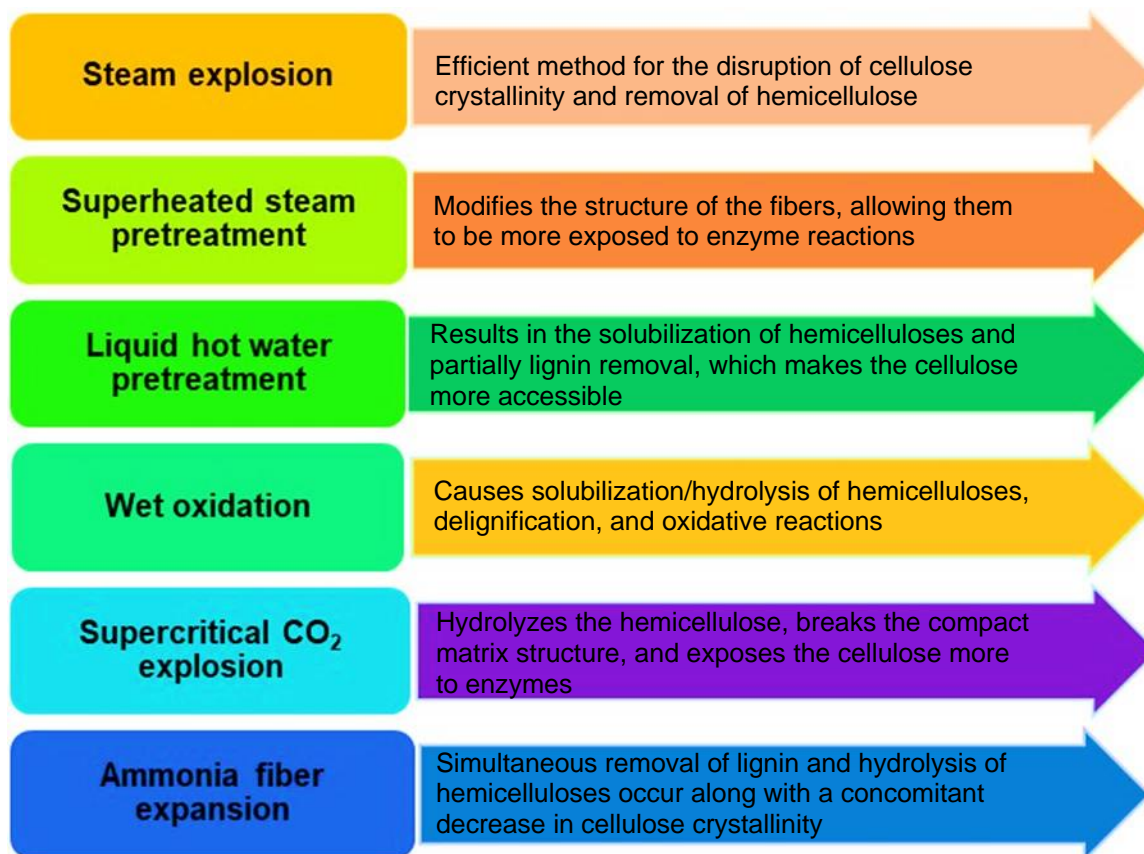 Steam explosion
Efficient method for the disruption of cellulose
crystallinity and removal of hemicellulose
Superheated steam
pretreatment
Modifies the structure of the fibers, allowing them
to be more exposed to enzyme reactions
Liquid hot water
pretreatment
Results in the solubilization of hemicelluloses and
partially lignin removal, which makes the cellulose
more accessible
Wet oxidation
Causes solubilization/hydrolysis of hemicelluloses,
delignification, and oxidative reactions
Supercritical CO₂
explosion
Hydrolyzes the hemicellulose, breaks the compact
matrix structure, and exposes the cellulose more
to enzymes
Ammonia fiber
expansion
Simultaneous removal of lignin and hydrolysis of
hemicelluloses occur along with a concomitant
decrease in cellulose crystallinity